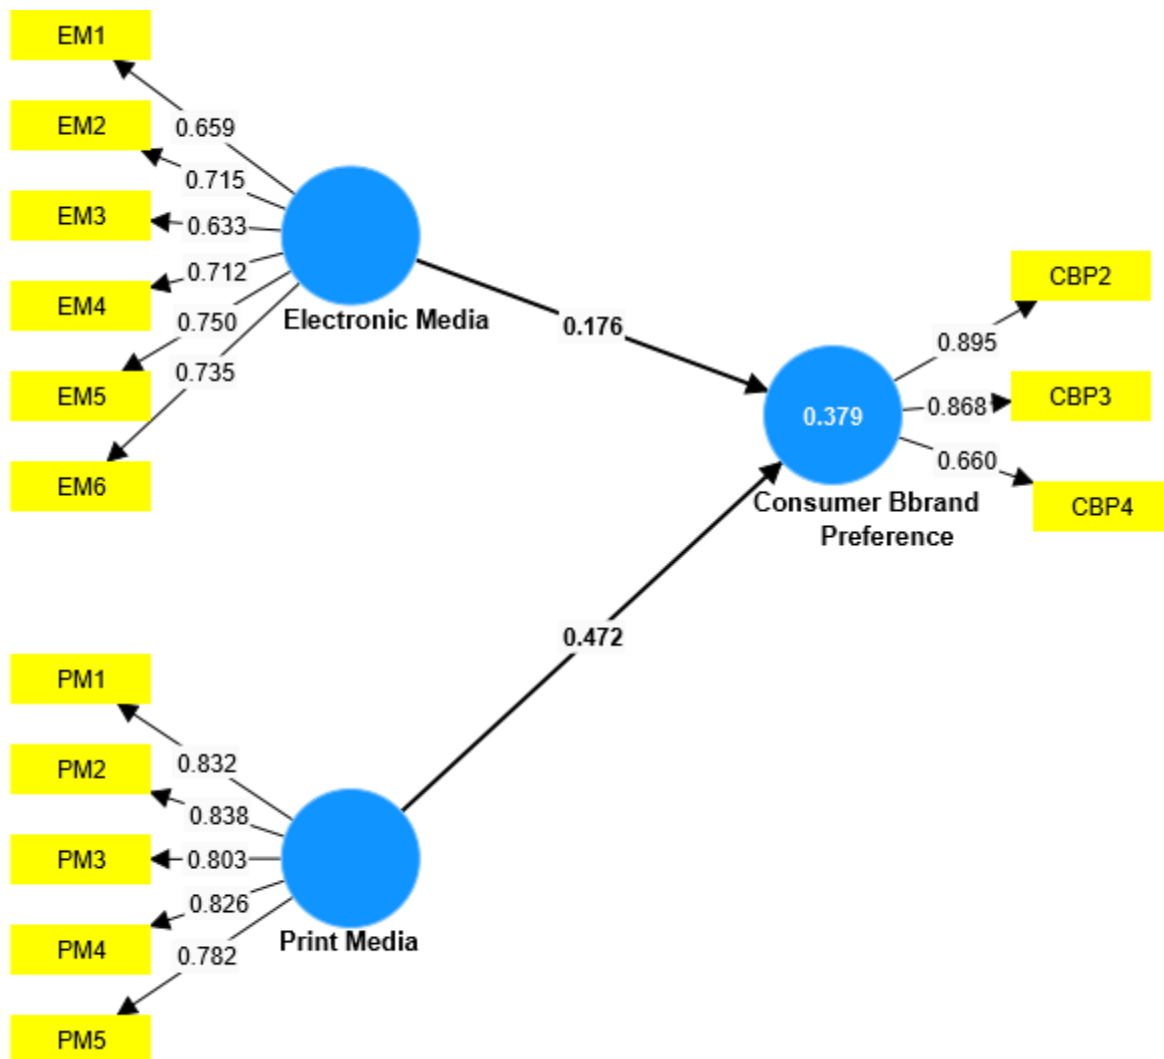 EM1
0.659
EM2
0.715
EM3
0.633
EM4
0.712
EM5
0.750
EM6
0.735
Electronic Media
0.176
CBP2
0.895
CBP3
0.868
CBP4
0.660
0.379
Consumer Bbrand
Preference
0.472
PM1
0.832
PM2
0.838
PM3
0.803
PM4
0.826
PM5
0.782
Print Media